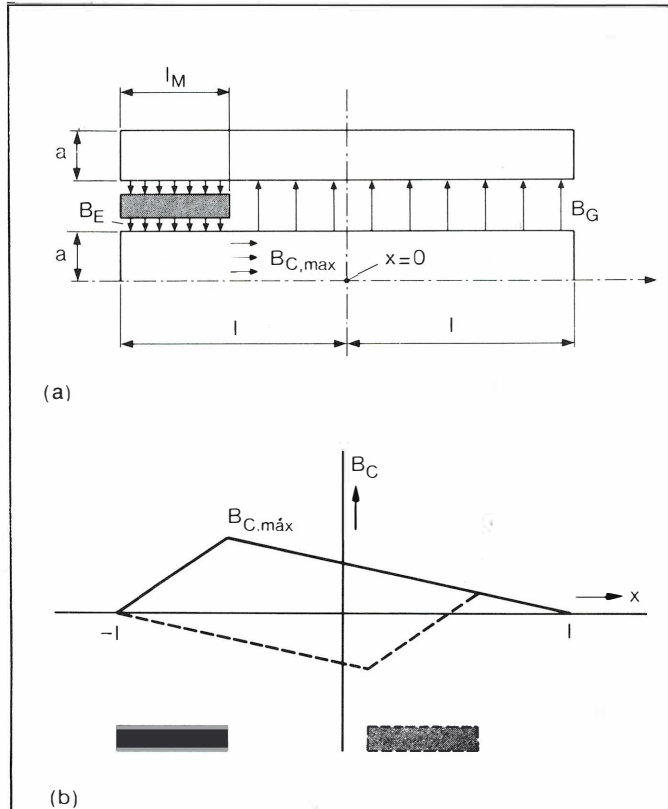 l_M
a
B_E
B_G
a
B_C,max
x=0
l
l
(a)
B_C
B_C,máx
x
-l
l
(b)